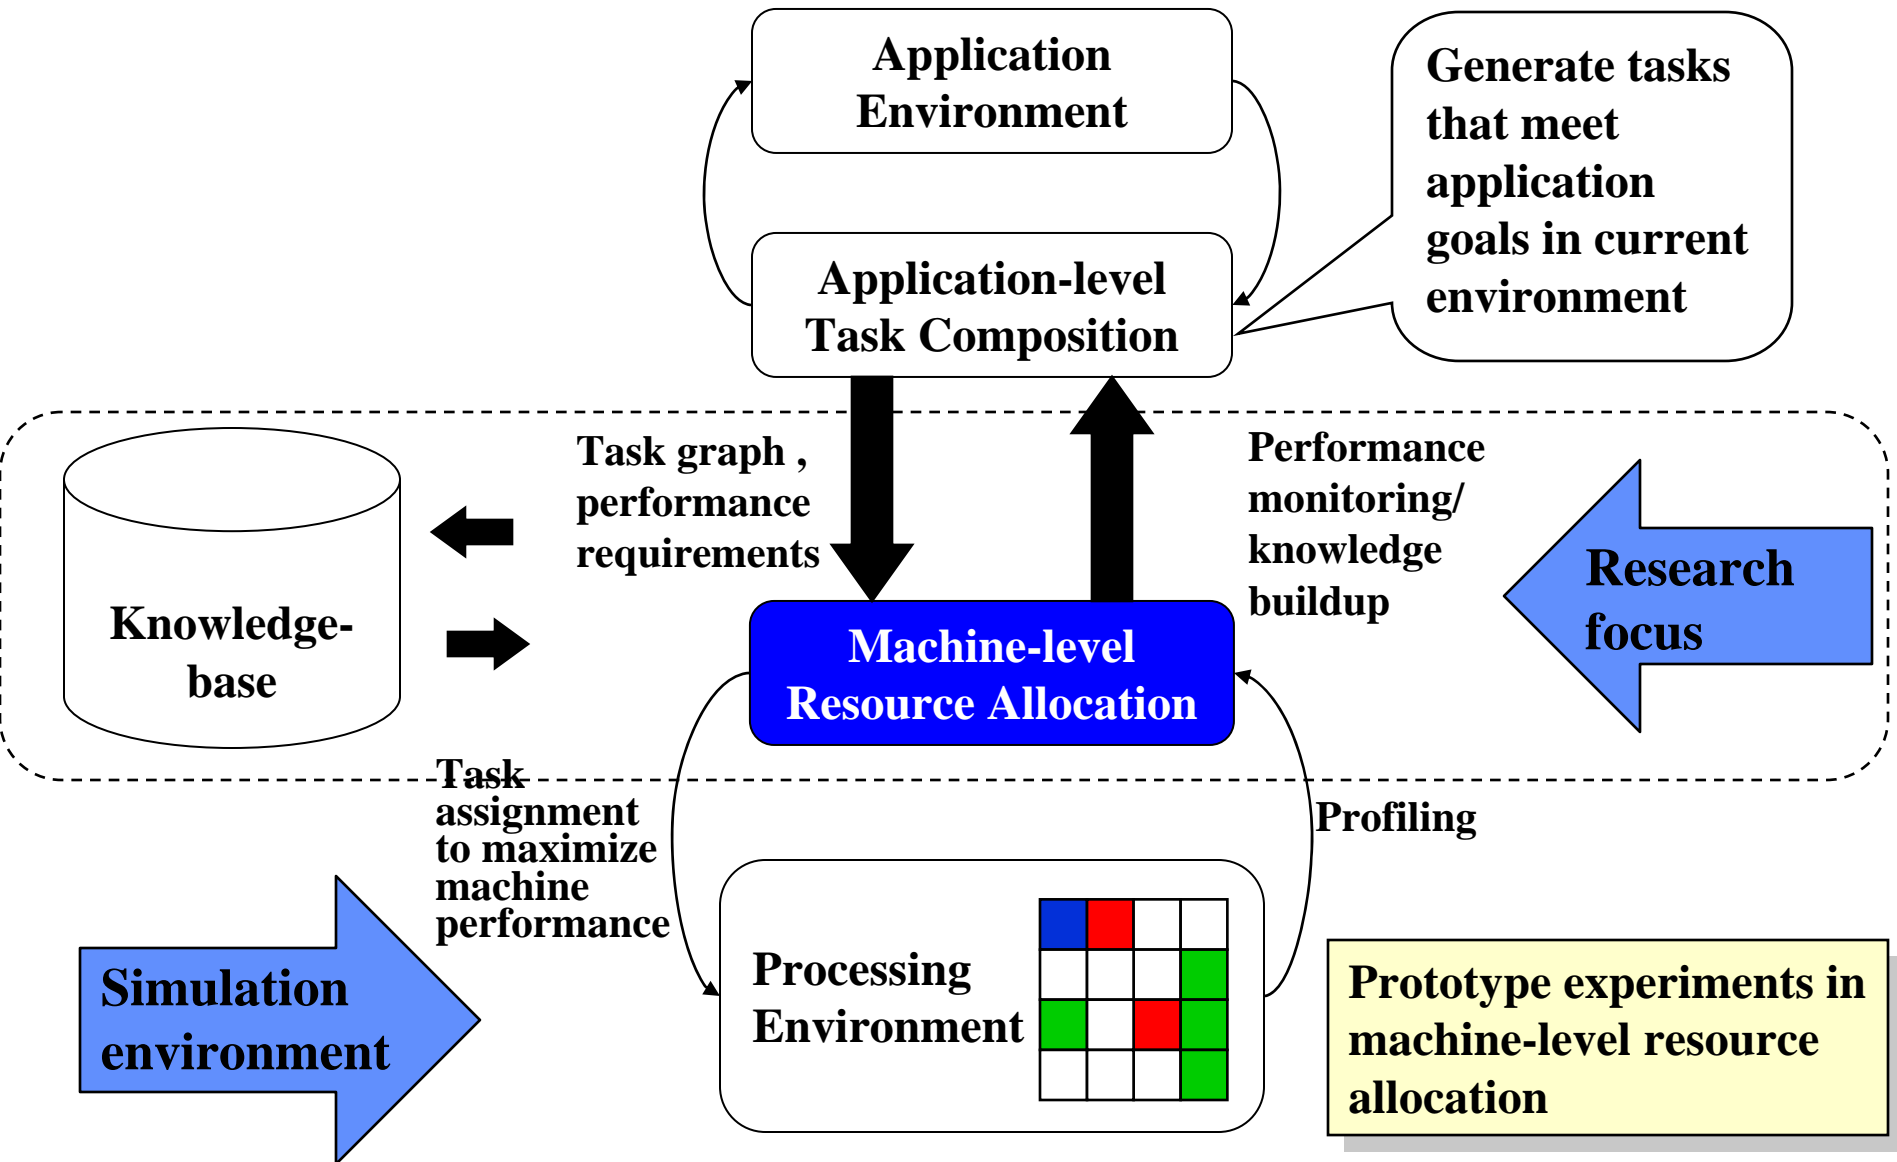 Application
Environment
Generate tasks
that meet
application
goals in current
environment
Application-level
Task Composition
Task graph ,
performance
requirements
Performance
monitoring/
knowledge
buildup
Research
focus
Knowledge-
base
Machine-level
Resource Allocation
Task
assignment
to maximize
machine
performance
Profiling
Simulation
environment
Processing
Environment
Prototype experiments in
machine-level resource
allocation